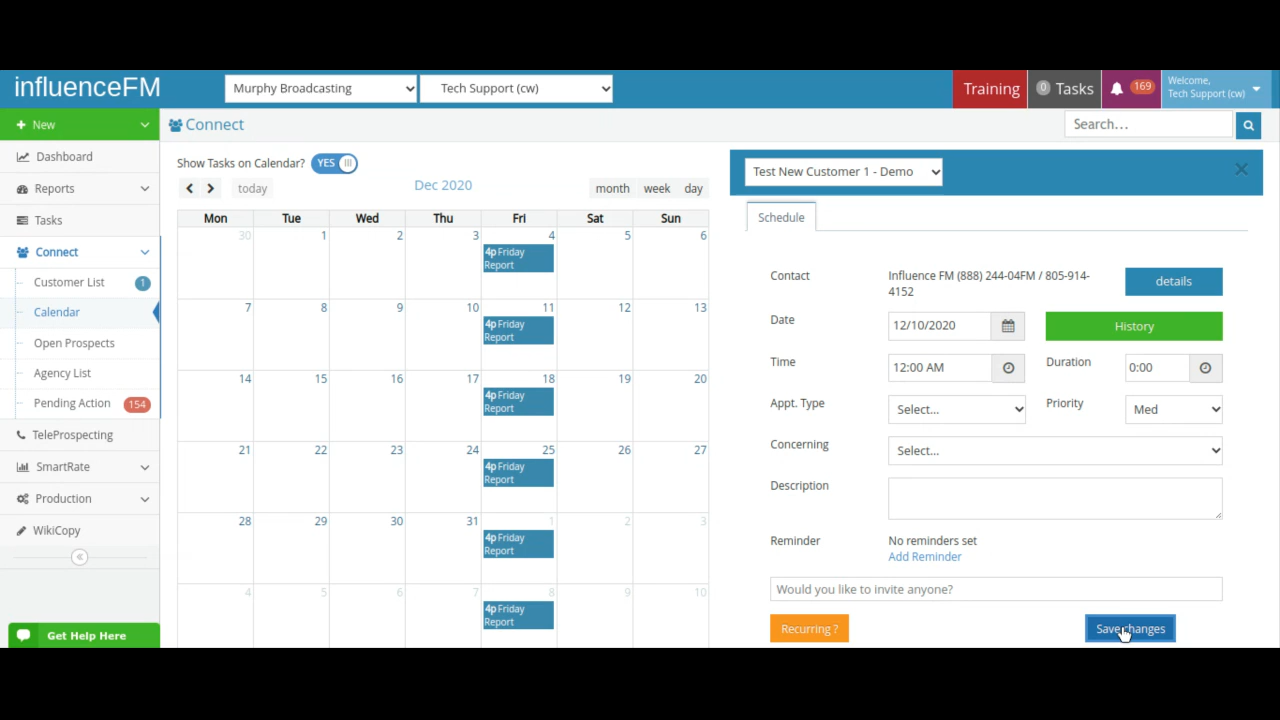 influenceFM
Murphy Broadcasting
Tech Support (cw)
Training
0 Tasks
169
Welcome,
Tech Support (cw)
New
Dashboard
Reports
Tasks
Connect
Customer List 1
Calendar
Open Prospects
Agency List
Pending Action 154
TeleProspecting
SmartRate
Production
WikiCopy
Get Help Here
Connect
Search...
Show Tasks on Calendar? YES
today
Dec 2020
month week day
Mon Tue Wed Thu Fri Sat Sun
30 1 2 3 4 5 6
4p Friday
Report
7 8 9 10 11 12 13
4p Friday
Report
14 15 16 17 18 19 20
4p Friday
Report
21 22 23 24 25 26 27
4p Friday
Report
28 29 30 31 1 2 3
4p Friday
Report
4 5 6 7 8 9 10
4p Friday
Report
Test New Customer 1 - Demo
Schedule
Contact
Influence FM (888) 244-04FM / 805-914-
4152
details
Date 12/10/2020
History
Time 12:00 AM
Duration 0:00
Appt. Type Select...
Priority Med
Concerning Select...
Description
Reminder No reminders set
Add Reminder
Would you like to invite anyone?
Recurring ?
Save changes